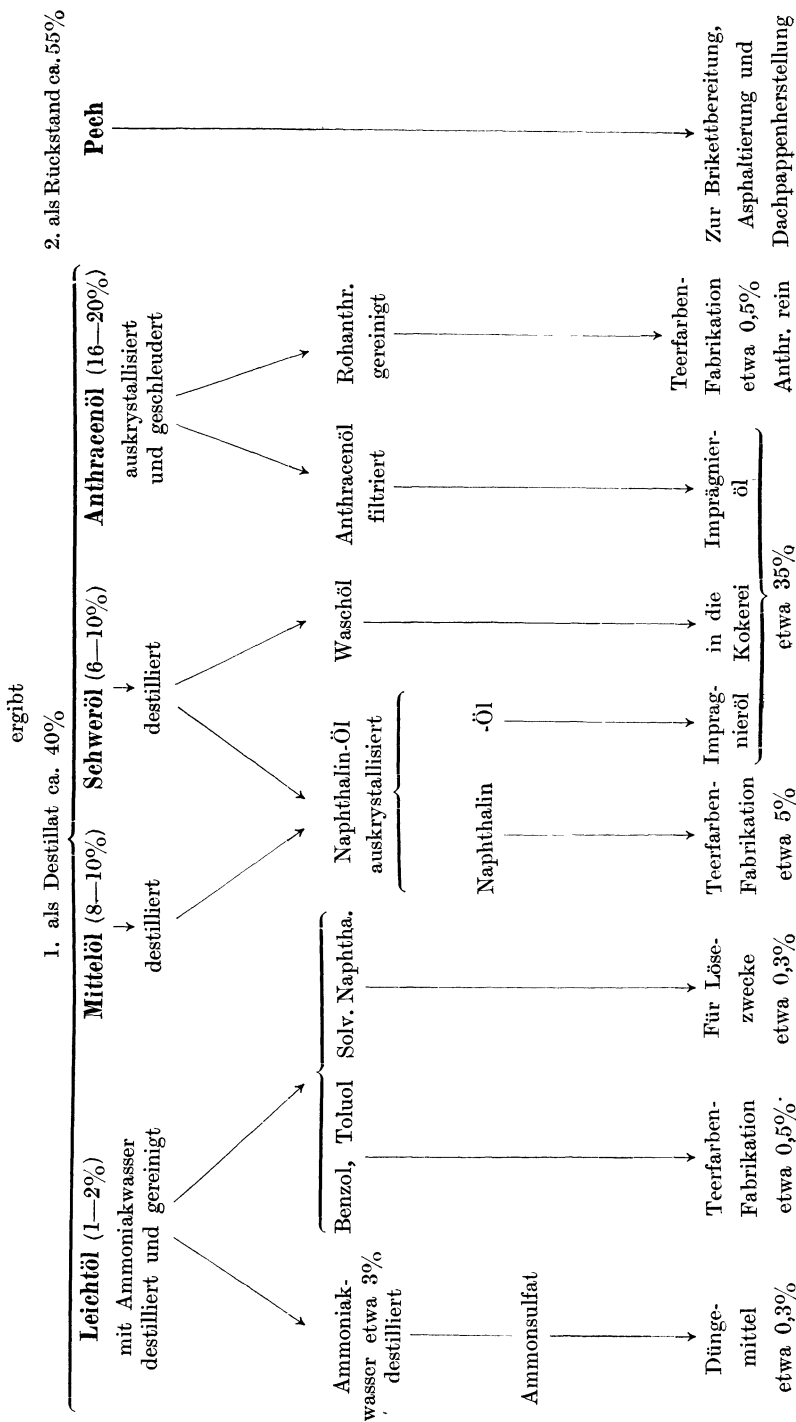 ergibt
1. als Destillat ca. 40%
2. als Rückstand ca. 55%
Leichtöl (1—2%)
mit Ammoniakwasser
destilliert und gereinigt
Mittelöl (8—10%)
destilliert
Schweröl (6—10%)
destilliert
Anthracenöl (16—20%)
auskrystallisiert
und geschleudert
Pech
Ammoniak-
wasser etwa 3%
destilliert
Benzol, Toluol Solv. Naphtha.
Naphthalin-Öl
auskrystallisiert
Waschöl
Anthracenöl
filtriert
Rohanthr.
gereinigt
Ammonsulfat
Naphthalin
-Öl
Dünge-
mittel
etwa 0,3%
Teerfarben-
Fabrikation
etwa 0,5%
Für Löse-
zwecke
etwa 0,3%
Teerfarben-
Fabrikation
etwa 5%
Impräg-
nieröl
in die
Kokerei
Imprägnier-
öl
etwa 35%
Teerfarben-
Fabrikation
etwa 0,5%
Anthr. rein
Zur Brikettbereitung,
Asphaltierung und
Dachpappenherstellung